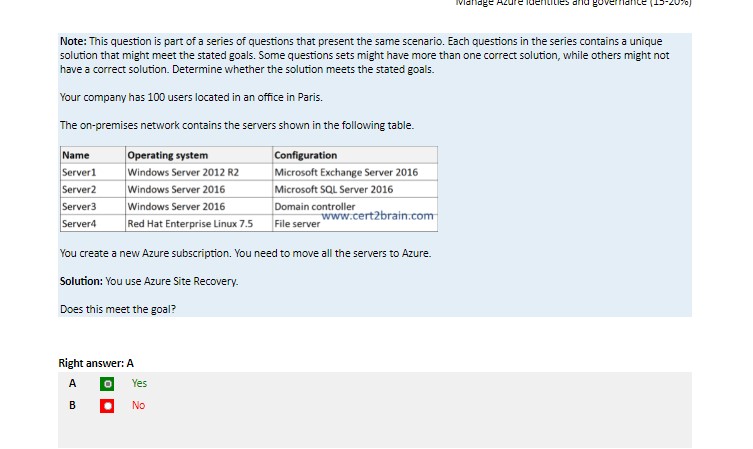 Manage Azure identities and governance (15-20%)
Note: This question is part of a series of questions that present the same scenario. Each questions in the series contains a unique
solution that might meet the stated goals. Some questions sets might have more than one correct solution, while others might not
have a correct solution. Determine whether the solution meets the stated goals.
Your company has 100 users located in an office in Paris.
The on-premises network contains the servers shown in the following table.
Name Operating system Configuration
Server1 Windows Server 2012 R2 Microsoft Exchange Server 2016
Server2 Windows Server 2016 Microsoft SQL Server 2016
Server3 Windows Server 2016 Domain controller
www.cert2brain.com
Server4 Red Hat Enterprise Linux 7.5 File server
You create a new Azure subscription. You need to move all the servers to Azure.
Solution: You use Azure Site Recovery.
Does this meet the goal?
Right answer: A
A Yes
B No